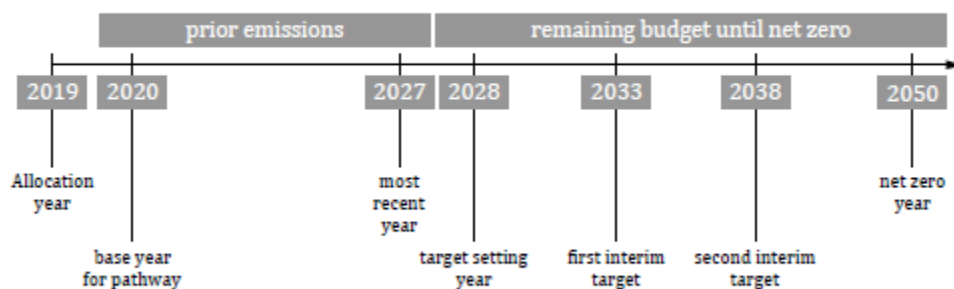 prior emissions
remaining budget until net zero
2019
2020
2027
2028
2033
2038
2050
Allocation
year
most
recent
year
net zero
year
base year
for pathway
target setting
year
first interim
target
second interim
target